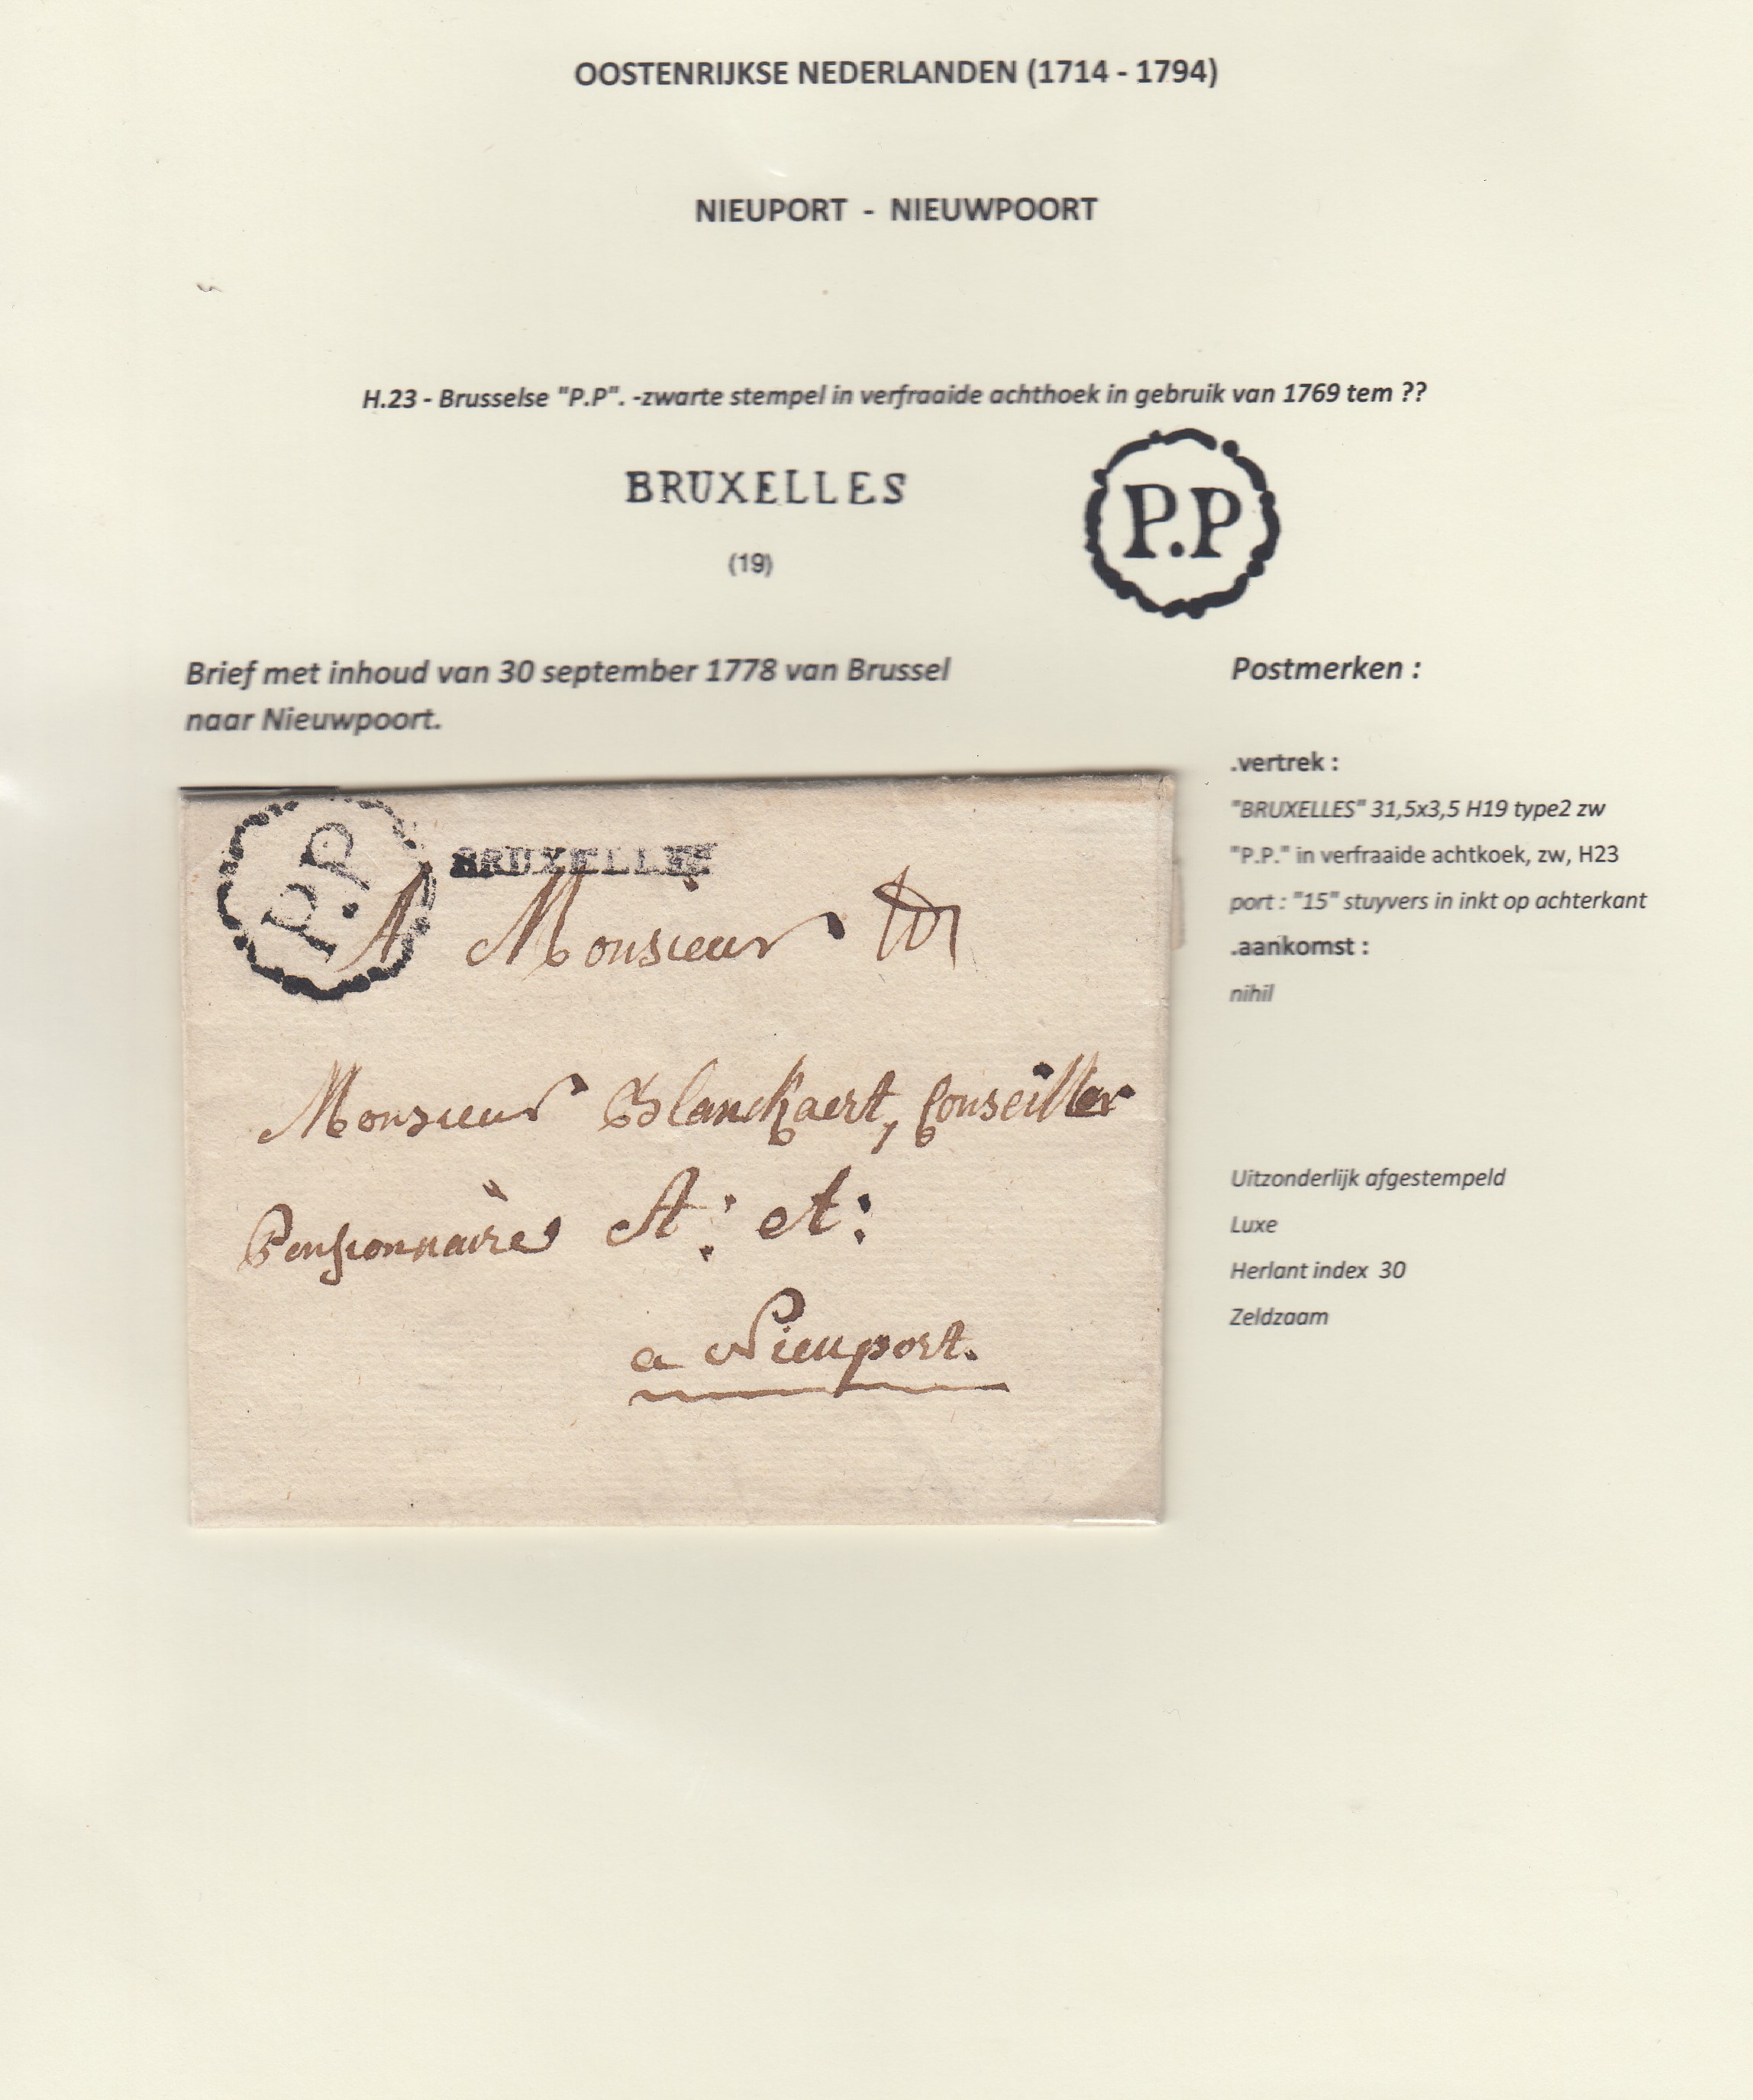 OOSTENRIJKSE NEDERLANDEN (1714 - 1794)
NIEUPORT - NIEUWPOORT
H.23 - Brusselse "P.P". -zwarte stempel in verfraaide achthoek in gebruik van 1769 tem ??
BRUXELLES
(19)
P.P
Brief met inhoud van 30 september 1778 van Brussel
naar Nieuwpoort.
P.P
BRUXELLES
A Monsieur
Monsieur Blanckaert, Conseiller
Pensionnaire &: &:
a Nieuport.
Postmerken :
.vertrek :
"BRUXELLES" 31,5x3,5 H19 type2 zw
"P.P." in verfraaide achtkoek, zw, H23
port : "15" stuyvers in inkt op achterkant
.aankomst :
nihil
Uitzonderlijk afgestempeld
Luxe
Herlant index 30
Zeldzaam